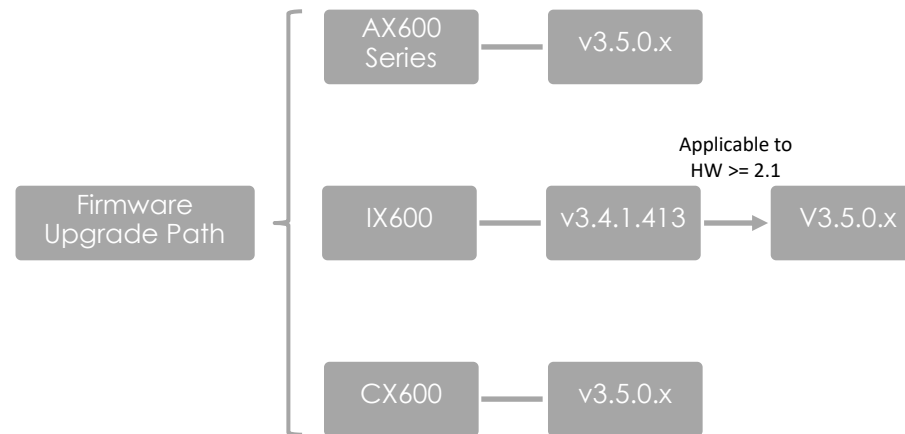 AX600
Series
v3.5.0.x
Applicable to
HW >= 2.1
Firmware
Upgrade Path
IX600
v3.4.1.413
V3.5.0.x
CX600
v3.5.0.x